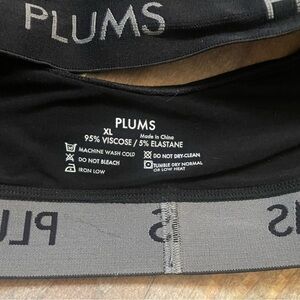 PLUMS
PLUMS
XL Made in China
95% VISCOSE / 5% ELASTANE
MACHINE WASH COLD
DO NOT BLEACH
IRON LOW
DO NOT DRY-CLEAN
TUMBLE DRY NORMAL
OR LOW HEAT
PLUMS